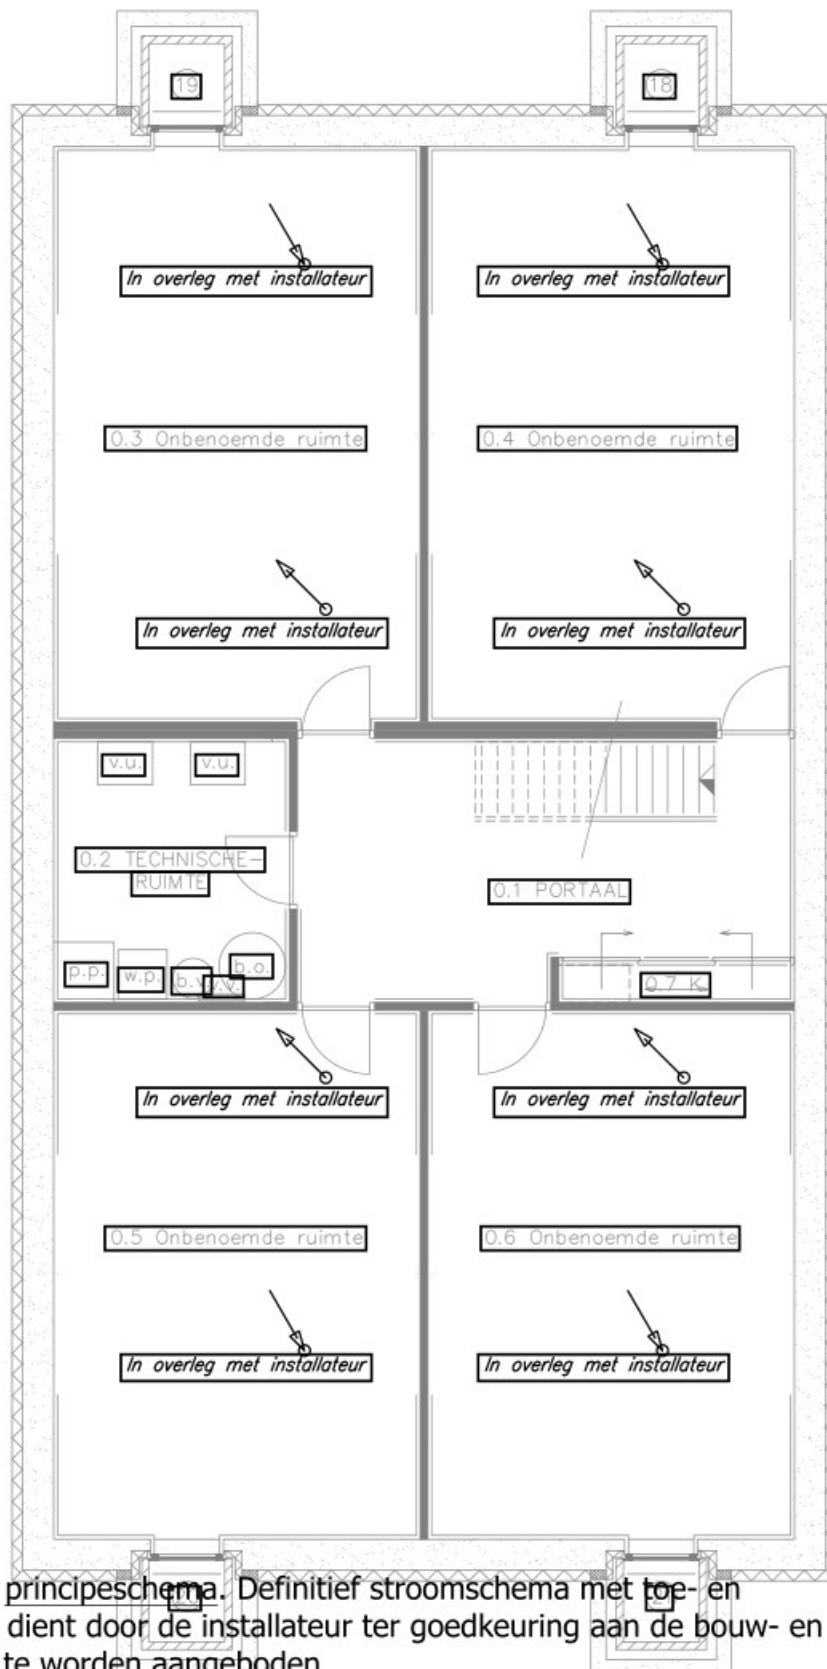 19
18
In overleg met installateur
In overleg met installateur
0.3 Onbenoemde ruimte
0.4 Onbenoemde ruimte
In overleg met installateur
In overleg met installateur
v.u.
v.u.
0.2 TECHNISCHE-
RUIMTE
0.1 PORTAAL
p.p.
w.p.
b.v.
v.v.
b.o.
0.7 K.
In overleg met installateur
In overleg met installateur
0.5 Onbenoemde ruimte
0.6 Onbenoemde ruimte
In overleg met installateur
In overleg met installateur
principeschema. Definitief stroomschema met toe- en
dient door de installateur ter goedkeuring aan de bouw- en
te worden aangeboden